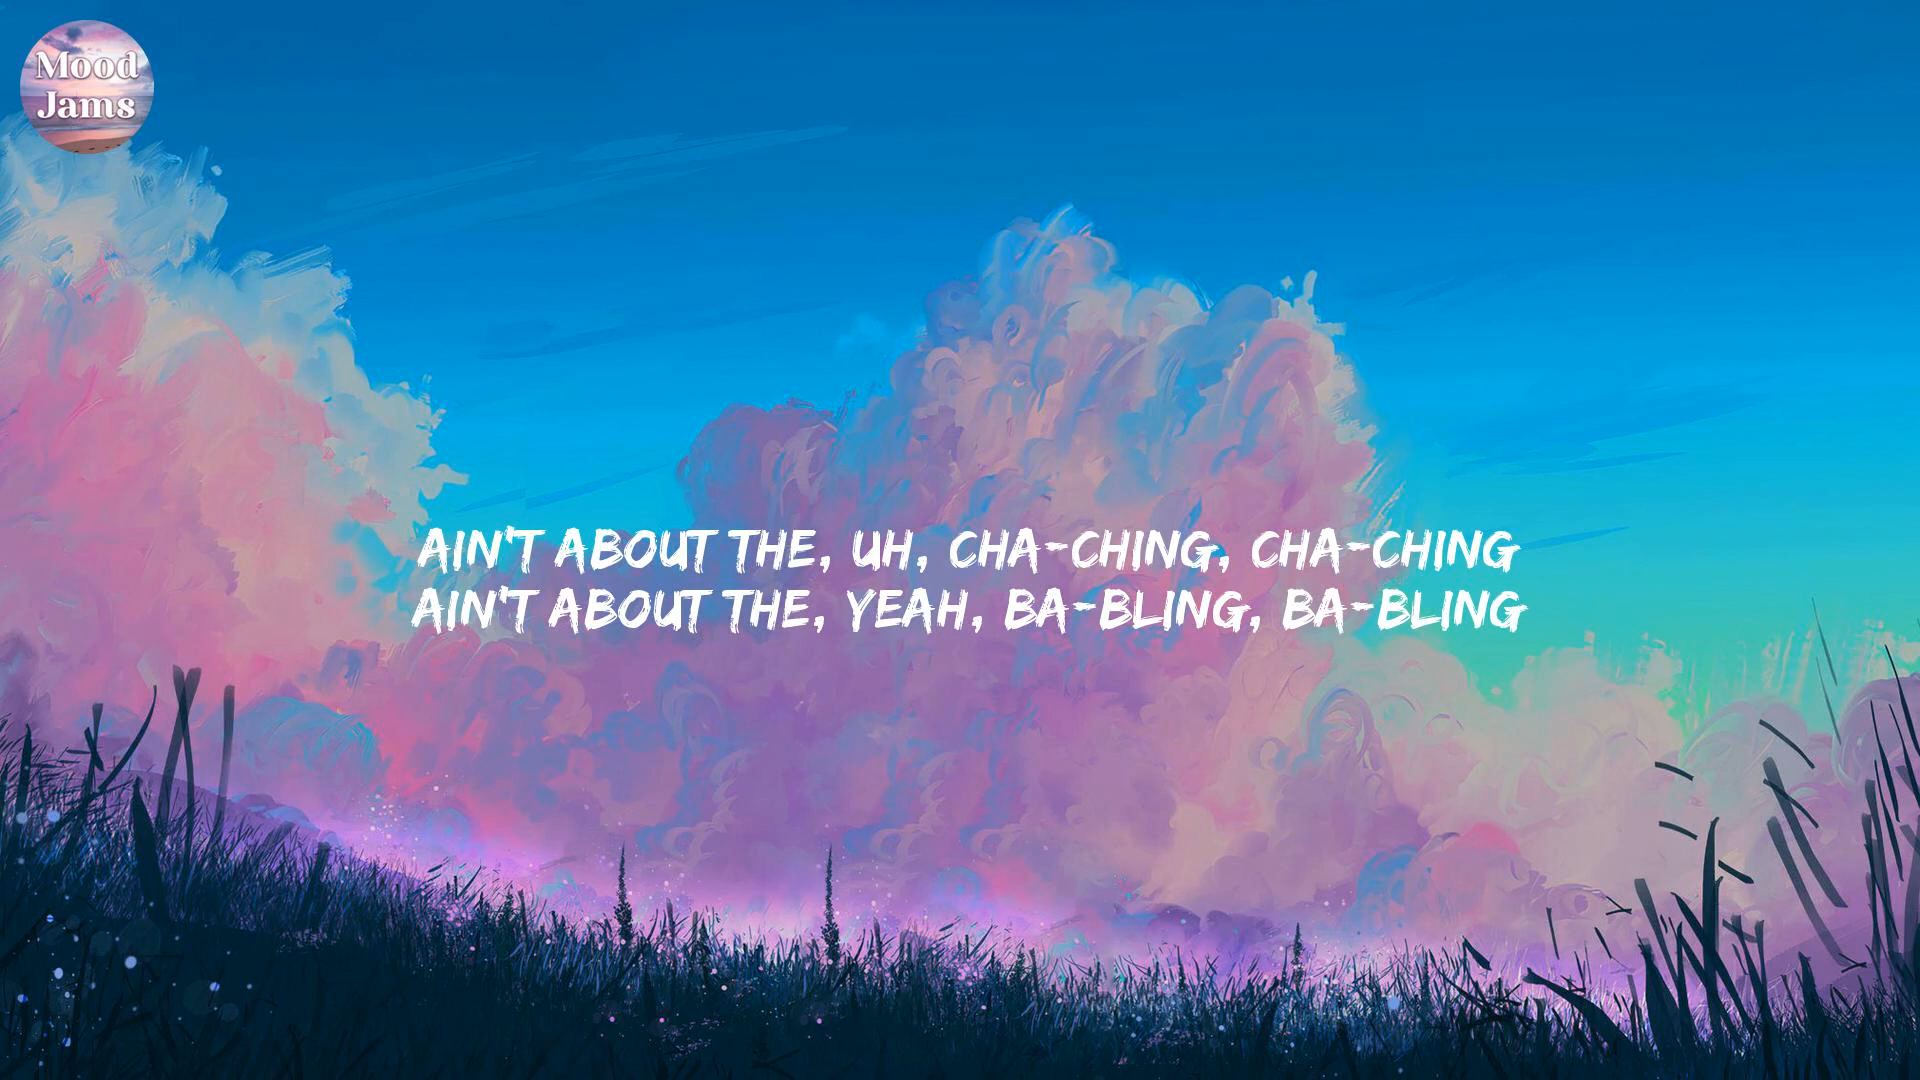 Mood
Jams
AIN'T ABOUT THE, UH, CHA-CHING, CHA-CHING
AIN'T ABOUT THE, YEAH, BA-BLING, BA-BLING